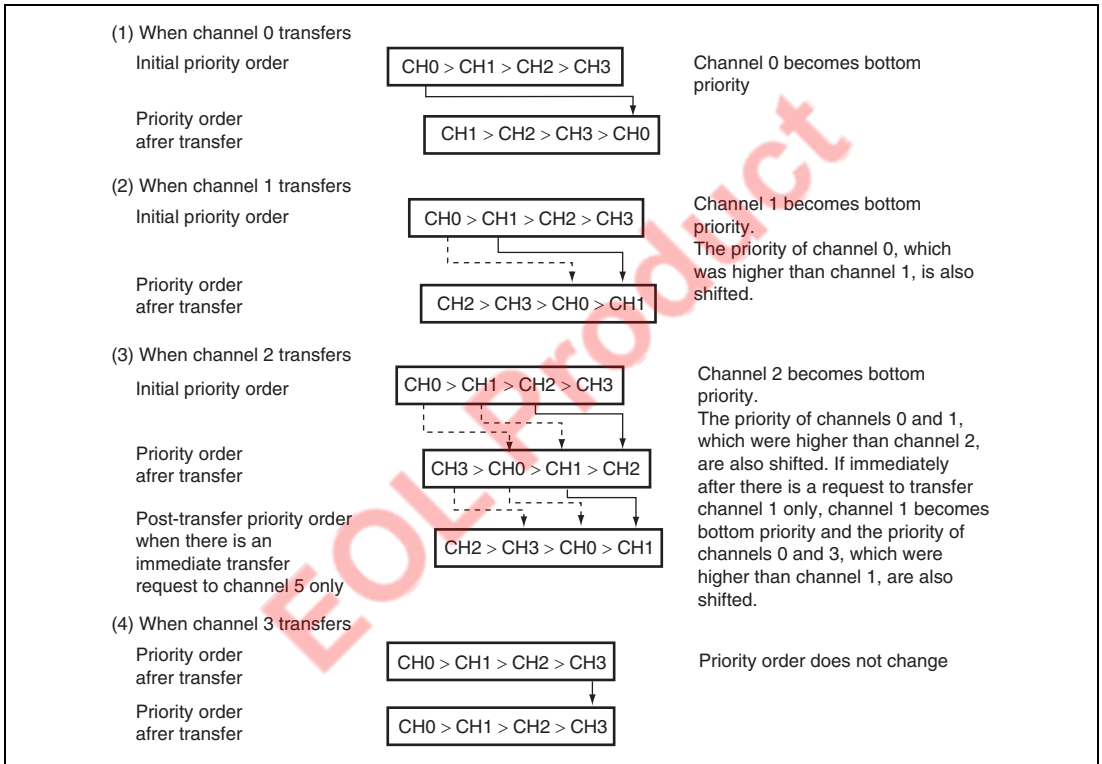 (1) When channel 0 transfers
Initial priority order
CH0 > CH1 > CH2 > CH3
Channel 0 becomes bottom
priority
Priority order
afrer transfer
CH1 > CH2 > CH3 > CH0
(2) When channel 1 transfers
Initial priority order
CH0 > CH1 > CH2 > CH3
Channel 1 becomes bottom
priority.
The priority of channel 0, which
was higher than channel 1, is also
shifted.
Priority order
afrer transfer
CH2 > CH3 > CH0 > CH1
(3) When channel 2 transfers
Initial priority order
CH0 > CH1 > CH2 > CH3
Channel 2 becomes bottom
priority.
The priority of channels 0 and 1,
which were higher than channel 2,
are also shifted. If immediately
after there is a request to transfer
channel 1 only, channel 1 becomes
bottom priority and the priority of
channels 0 and 3, which were
higher than channel 1, are also
shifted.
Priority order
afrer transfer
CH3 > CH0 > CH1 > CH2
Post-transfer priority order
when there is an
immediate transfer
request to channel 5 only
CH2 > CH3 > CH0 > CH1
(4) When channel 3 transfers
Priority order
afrer transfer
CH0 > CH1 > CH2 > CH3
Priority order does not change
Priority order
afrer transfer
CH0 > CH1 > CH2 > CH3
EOL Product